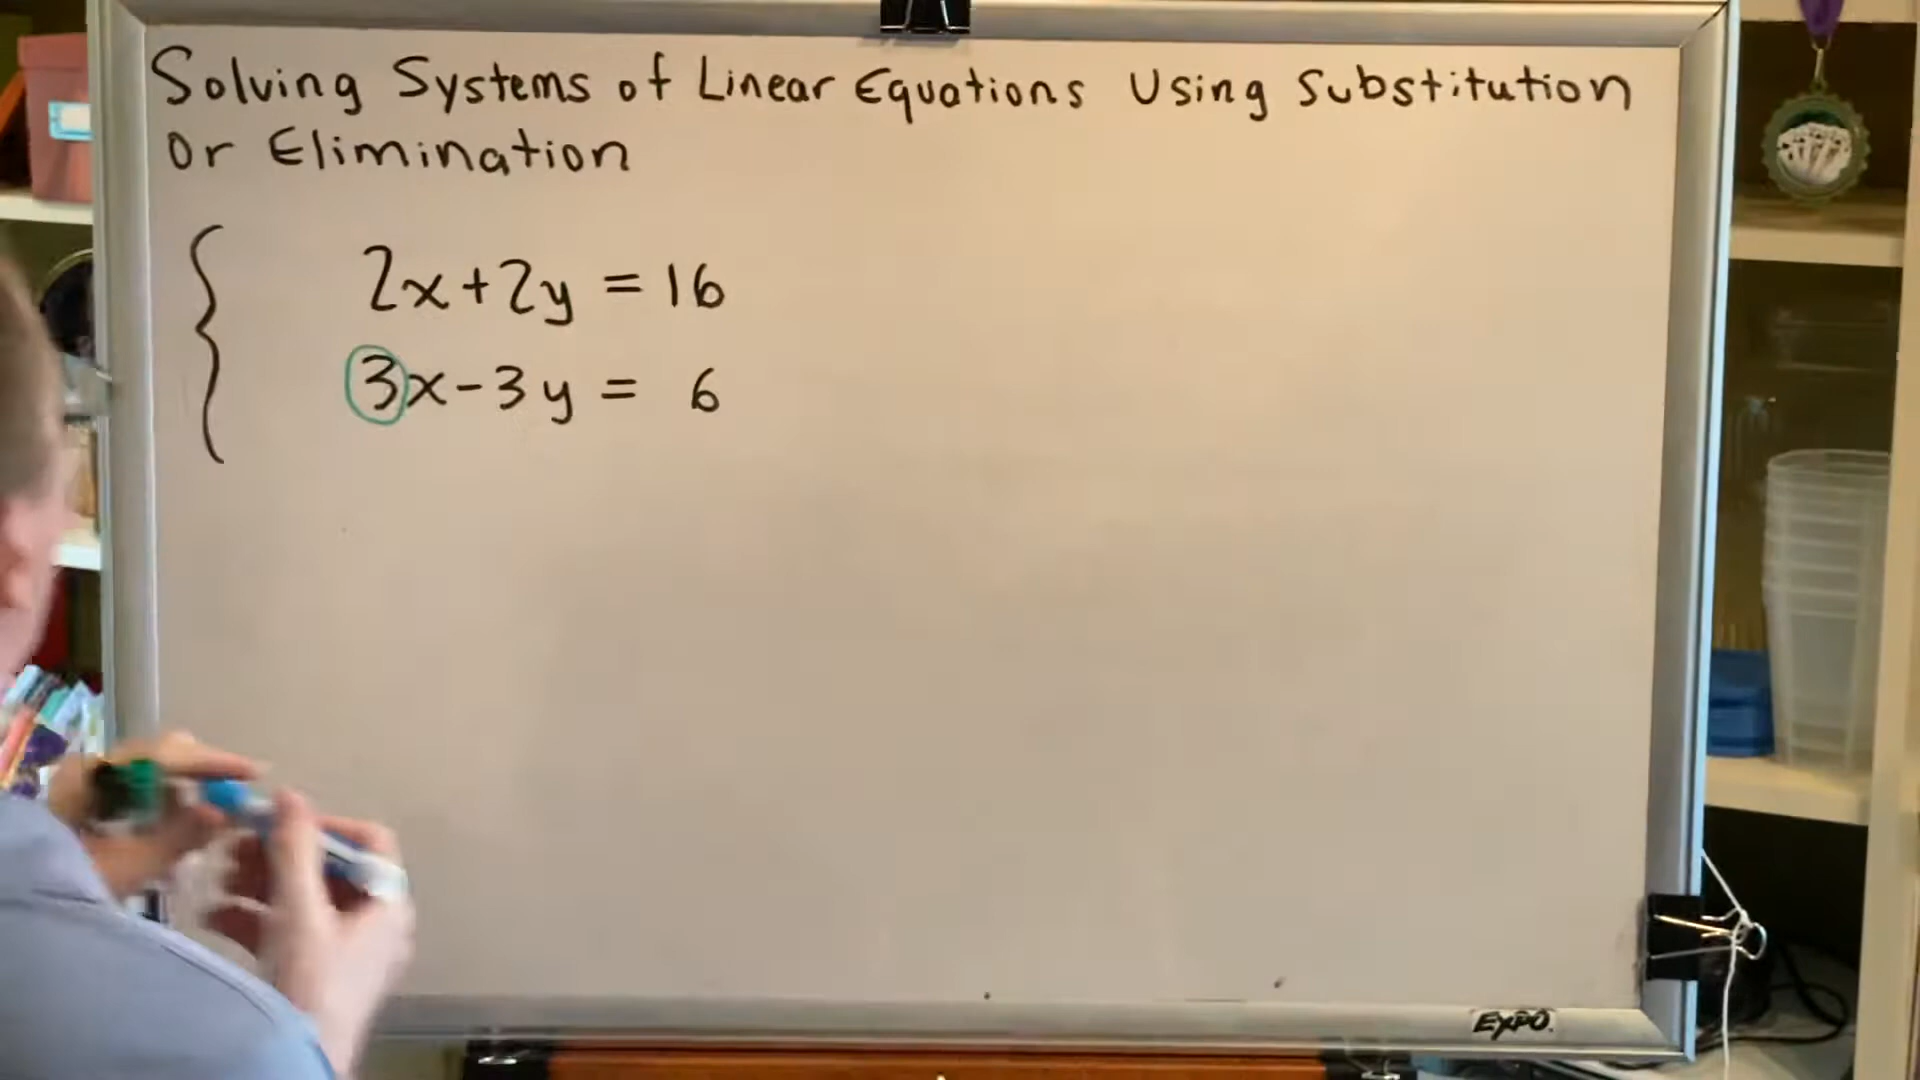 Solving Systems of Linear Equations Using Substitution
or Elimination
2x+2y = 16
3x-3y = 6
EXPO